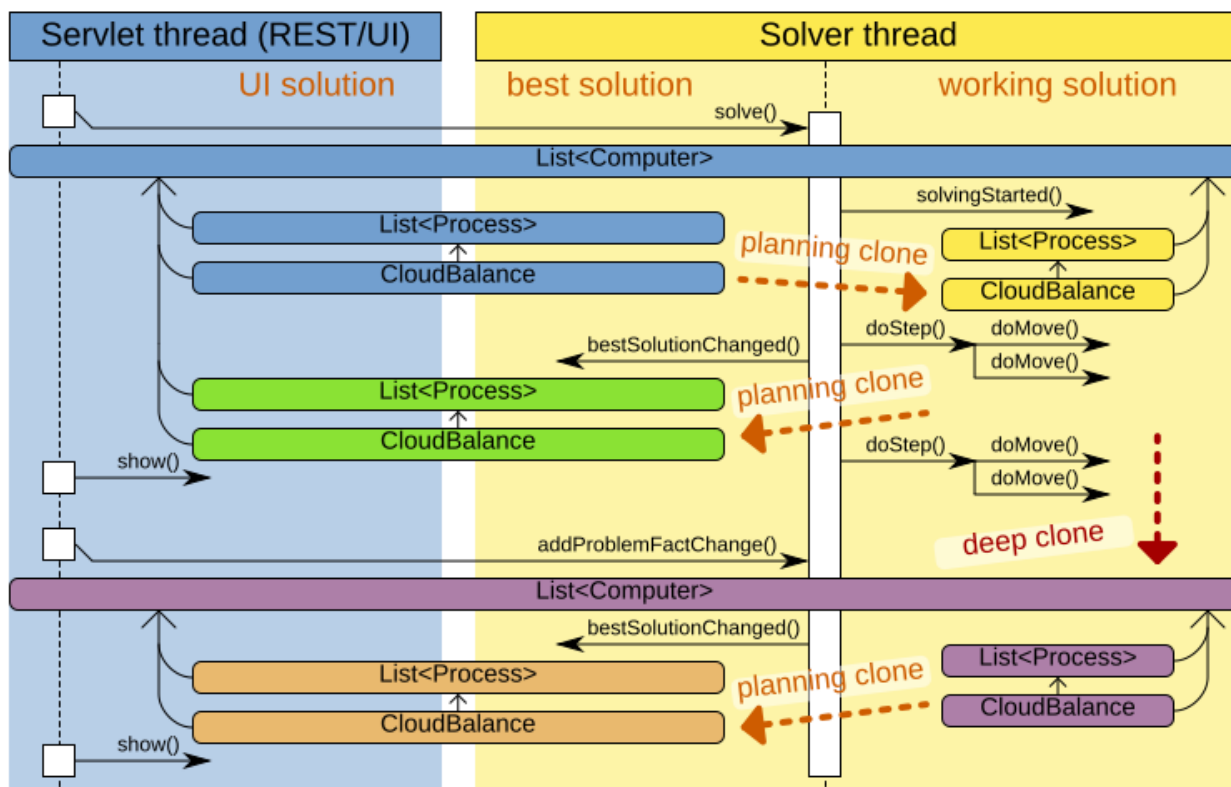 Servlet thread (REST/UI)
Solver thread
UI solution
best solution
working solution
solve()
List<Computer>
solvingStarted()
List<Process>
planning clone
List<Process>
CloudBalance
CloudBalance
doStep()
doMove()
bestSolutionChanged()
doMove()
List<Process>
planning clone
CloudBalance
doStep()
doMove()
show()
doMove()
addProblemFactChange()
deep clone
List<Computer>
bestSolutionChanged()
List<Process>
planning clone
List<Process>
CloudBalance
CloudBalance
show()